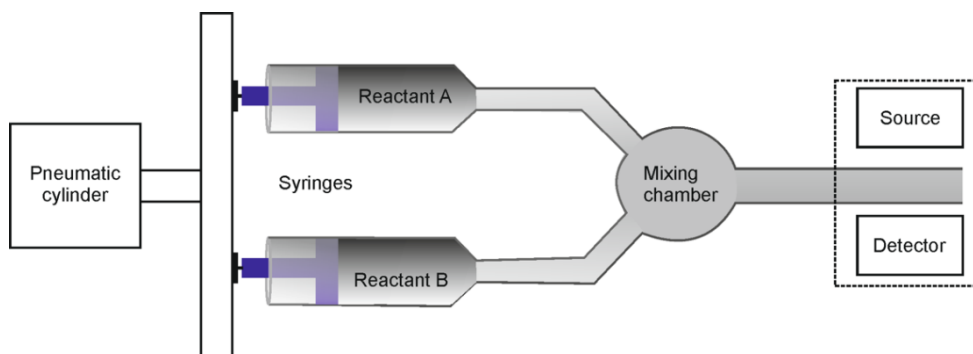 Pneumatic
cylinder
Reactant A
Syringes
Reactant B
Mixing
chamber
Source
Detector